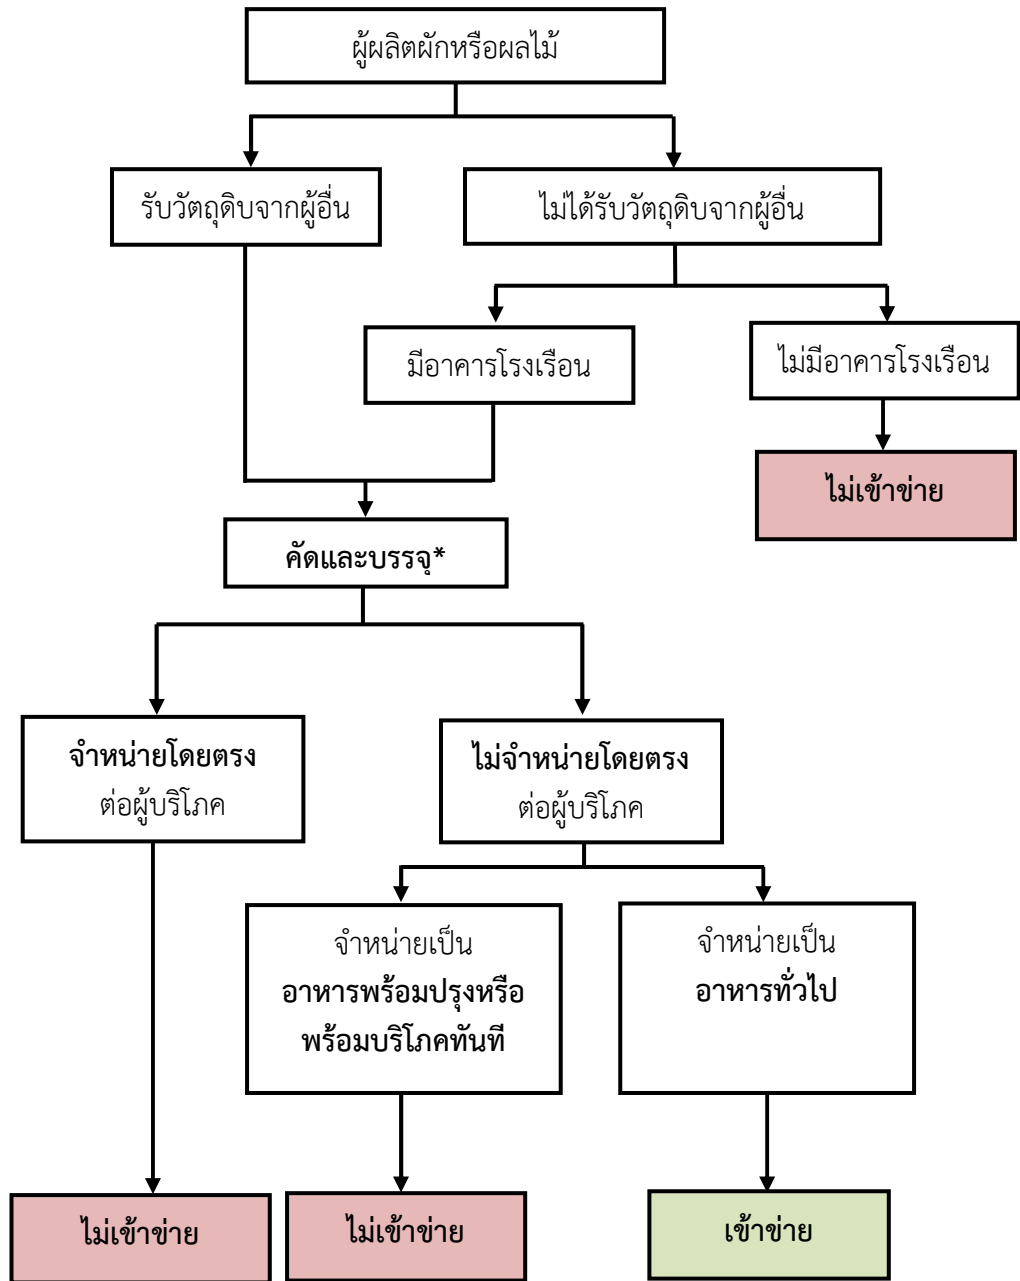 ผู้ผลิตผักหรือผลไม้
รับวัตถุดิบจากผู้อื่น
ไม่ได้รับวัตถุดิบจากผู้อื่น
มีอาคารโรงเรือน
ไม่มีอาคารโรงเรือน
ไม่เข้าข่าย
คัดและบรรจุ*
จำหน่ายโดยตรง
ต่อผู้บริโภค
ไม่จำหน่ายโดยตรง
ต่อผู้บริโภค
จำหน่ายเป็น
อาหารพร้อมปรุงหรือ
พร้อมบริโภคทันที
จำหน่ายเป็น
อาหารทั่วไป
ไม่เข้าข่าย
ไม่เข้าข่าย
เข้าข่าย